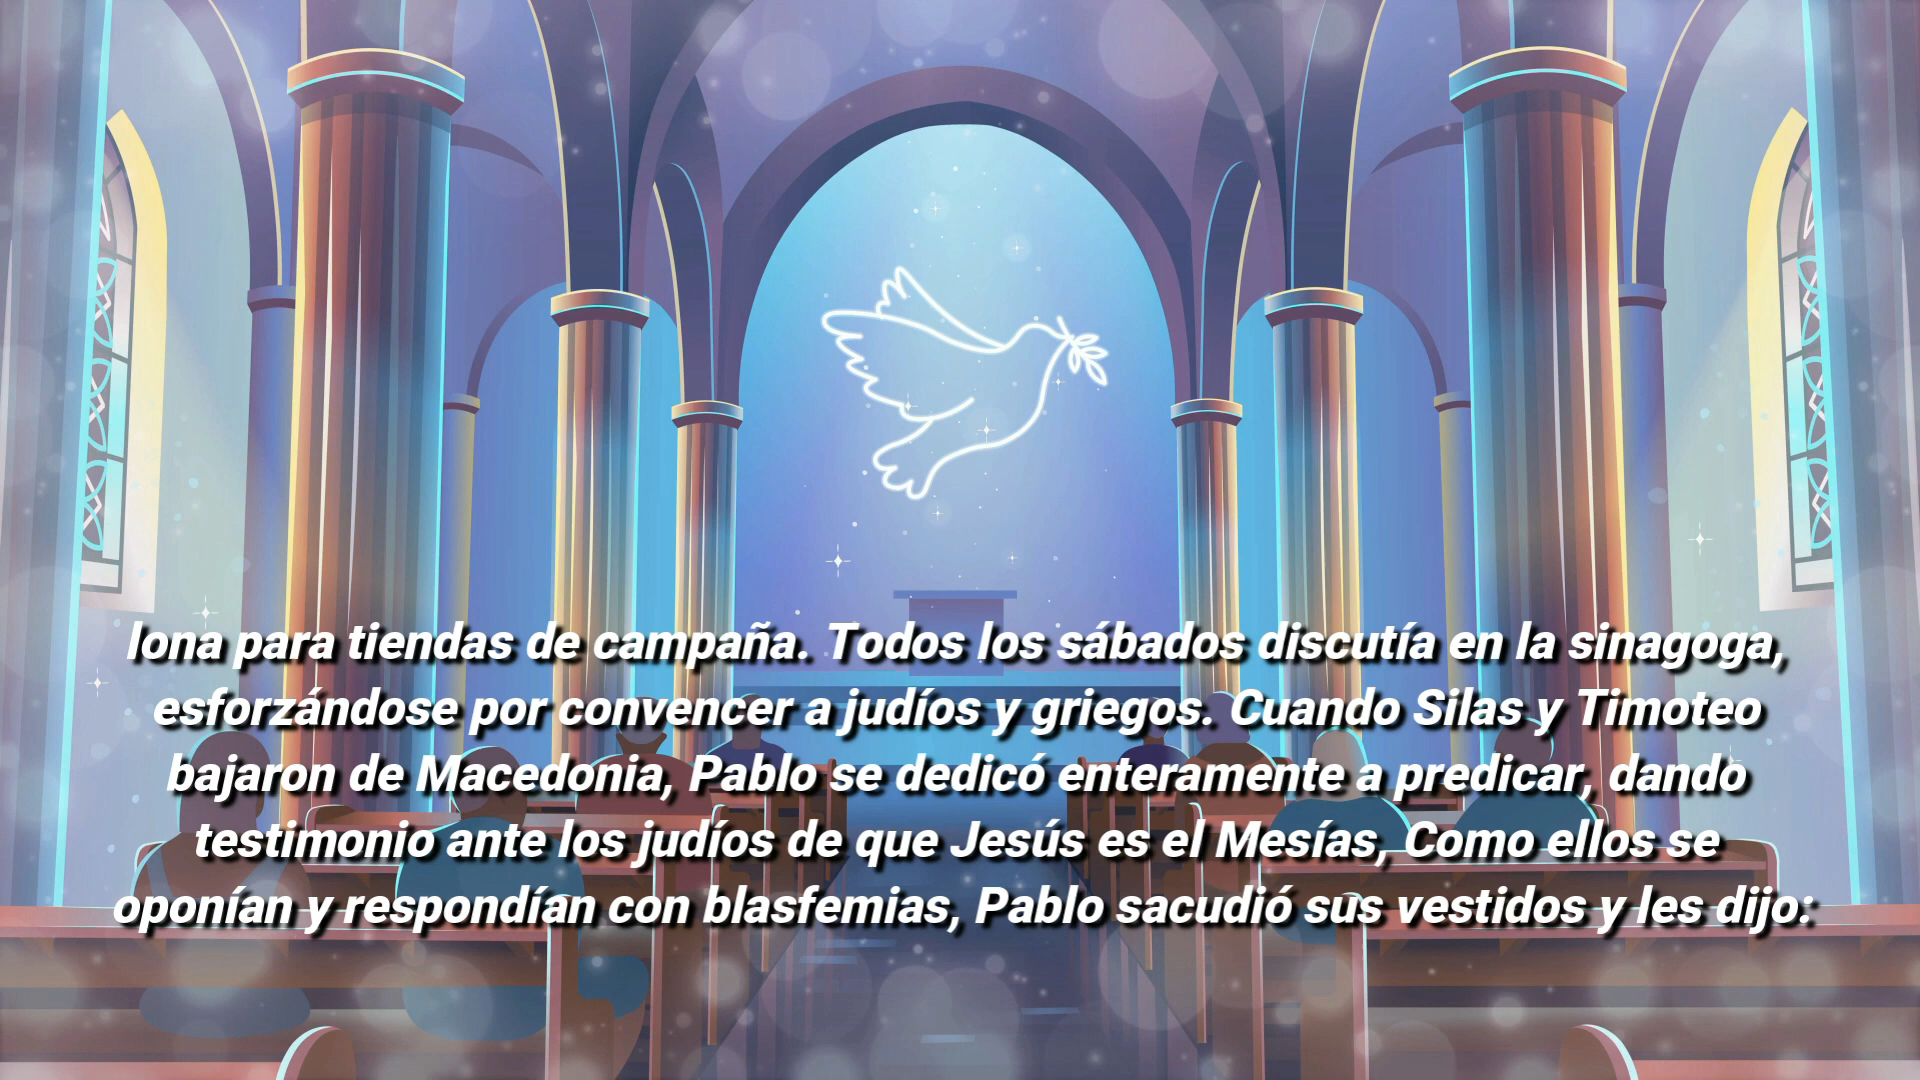 lona para tiendas de campaña. Todos los sábados discutía en la sinagoga,
esforzándose por convencer a judíos y griegos. Cuando Silas y Timoteo
bajaron de Macedonia, Pablo se dedicó enteramente a predicar, dando
testimonio ante los judíos de que Jesús es el Mesías, Como ellos se
oponían y respondían con blasfemias, Pablo sacudió sus vestidos y les dijo: